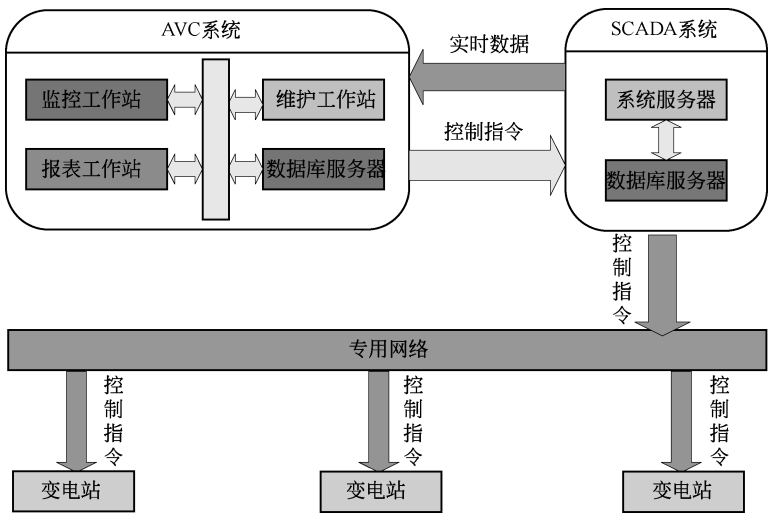 AVC系统
SCADA系统
实时数据
监控工作站
维护工作站
系统服务器
控制指令
报表工作站
数据库服务器
数据库服务器
控制指令
专用网络
控制指令
控制指令
控制指令
变电站
变电站
变电站